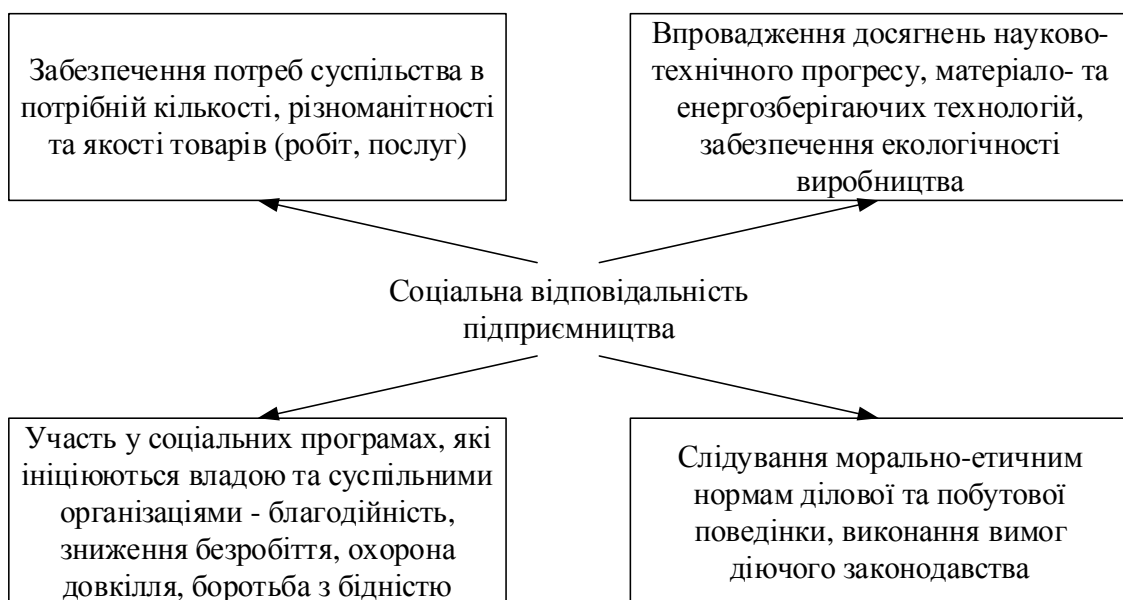 Забезпечення потреб суспільства в
потрібній кількості, різноманітності
та якості товарів (робіт, послуг)
Впровадження досягнень науково-
технічного прогресу, матеріало- та
енергозберігаючих технологій,
забезпечення екологічності
виробництва
Соціальна відповідальність
підприємництва
Участь у соціальних програмах, які
ініціюються владою та суспільними
організаціями - благодійність,
зниження безробіття, охорона
довкілля, боротьба з бідністю
Слідування морально-етичним
нормам ділової та побутової
поведінки, виконання вимог
діючого законодавства